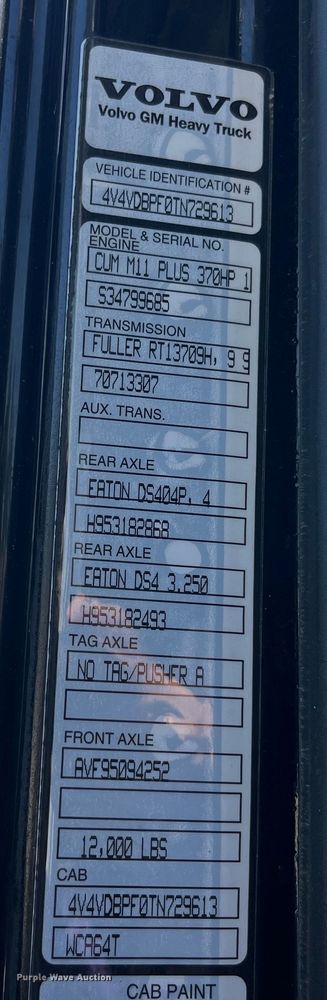 VOLVO
Volvo GM Heavy Truck
VEHICLE IDENTIFICATION #
4V4VDBPF0TN729613
MODEL & SERIAL NO.
ENGINE
CUM M11 PLUS 370HP 1
S34799685
TRANSMISSION
FULLER RT13709H, 9 S
70713307
AUX. TRANS.
REAR AXLE
EATON DS404P, 4
H953182868
REAR AXLE
EATON DS4 3.250
H953182493
TAG AXLE
NO TAG/PUSHER A
FRONT AXLE
AVF95094252
12,000 LBS
CAB
4V4VDBPF0TN729613
WCA64T
CAB PAINT
Purple Wave Auction